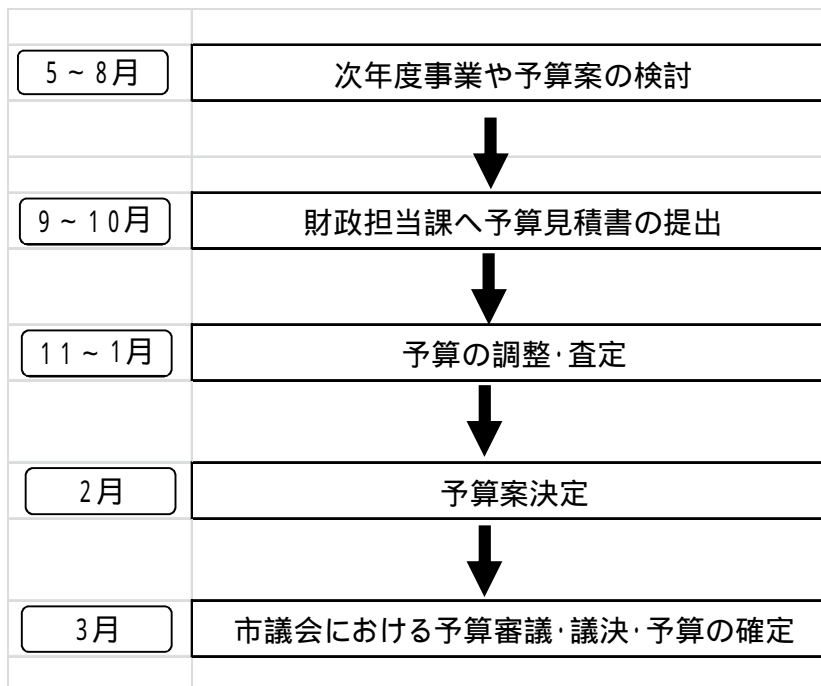 5~8月
次年度事業や予算案の検討
9~10月
財政担当課へ予算見積書の提出
11~1月
予算の調整・査定
2月
予算案決定
3月
市議会における予算審議・議決・予算の確定